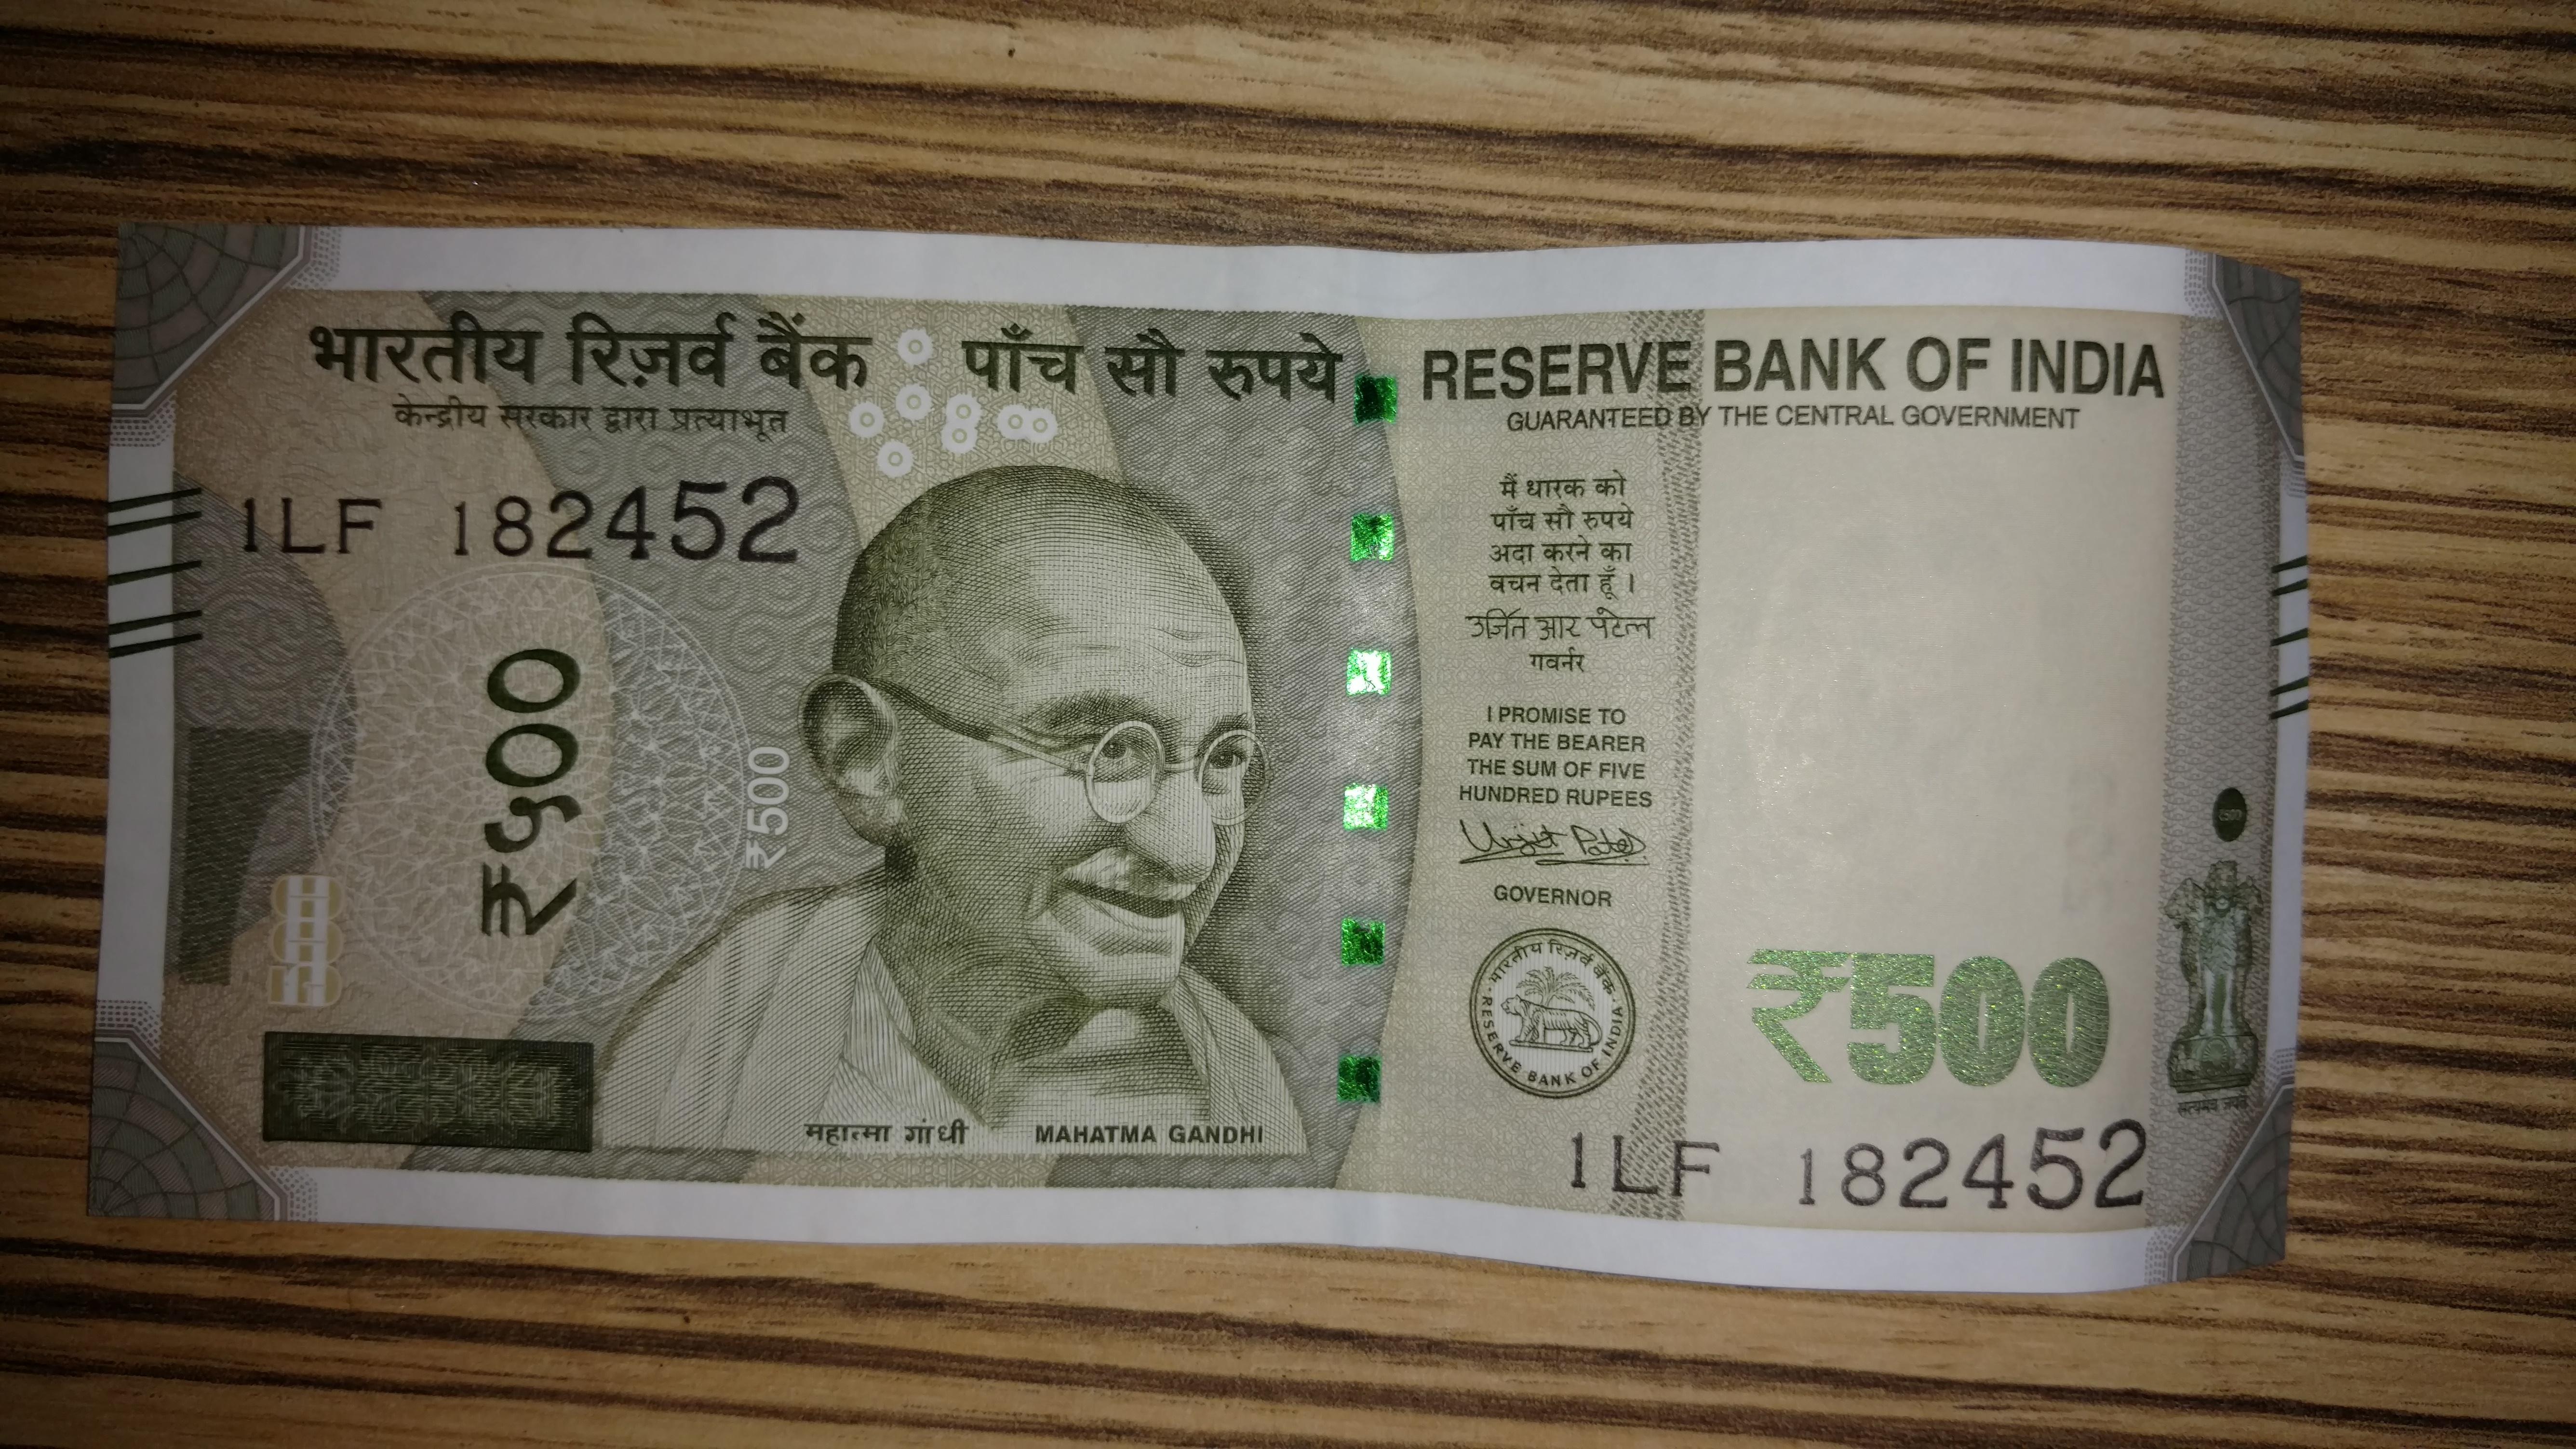 भारतीय रिज़र्व बैंक
केन्द्रीय सरकार द्वारा प्रत्याभूत
पाँच सौ रुपये
RESERVE BANK OF INDIA
GUARANTEED BY THE CENTRAL GOVERNMENT
1LF 182452
₹५००
₹500
महात्मा गांधी
MAHATMA GANDHI
मैं धारक को
पाँच सौ रुपये
अदा करने का
वचन देता हूँ ।
उर्जित आर पटेल
गवर्नर
I PROMISE TO
PAY THE BEARER
THE SUM OF FIVE
HUNDRED RUPEES
Urjit Patel
GOVERNOR
भारतीय रिज़र्व बैंक
RESERVE BANK OF INDIA
₹500
सत्यमेव जयते
1LF 182452